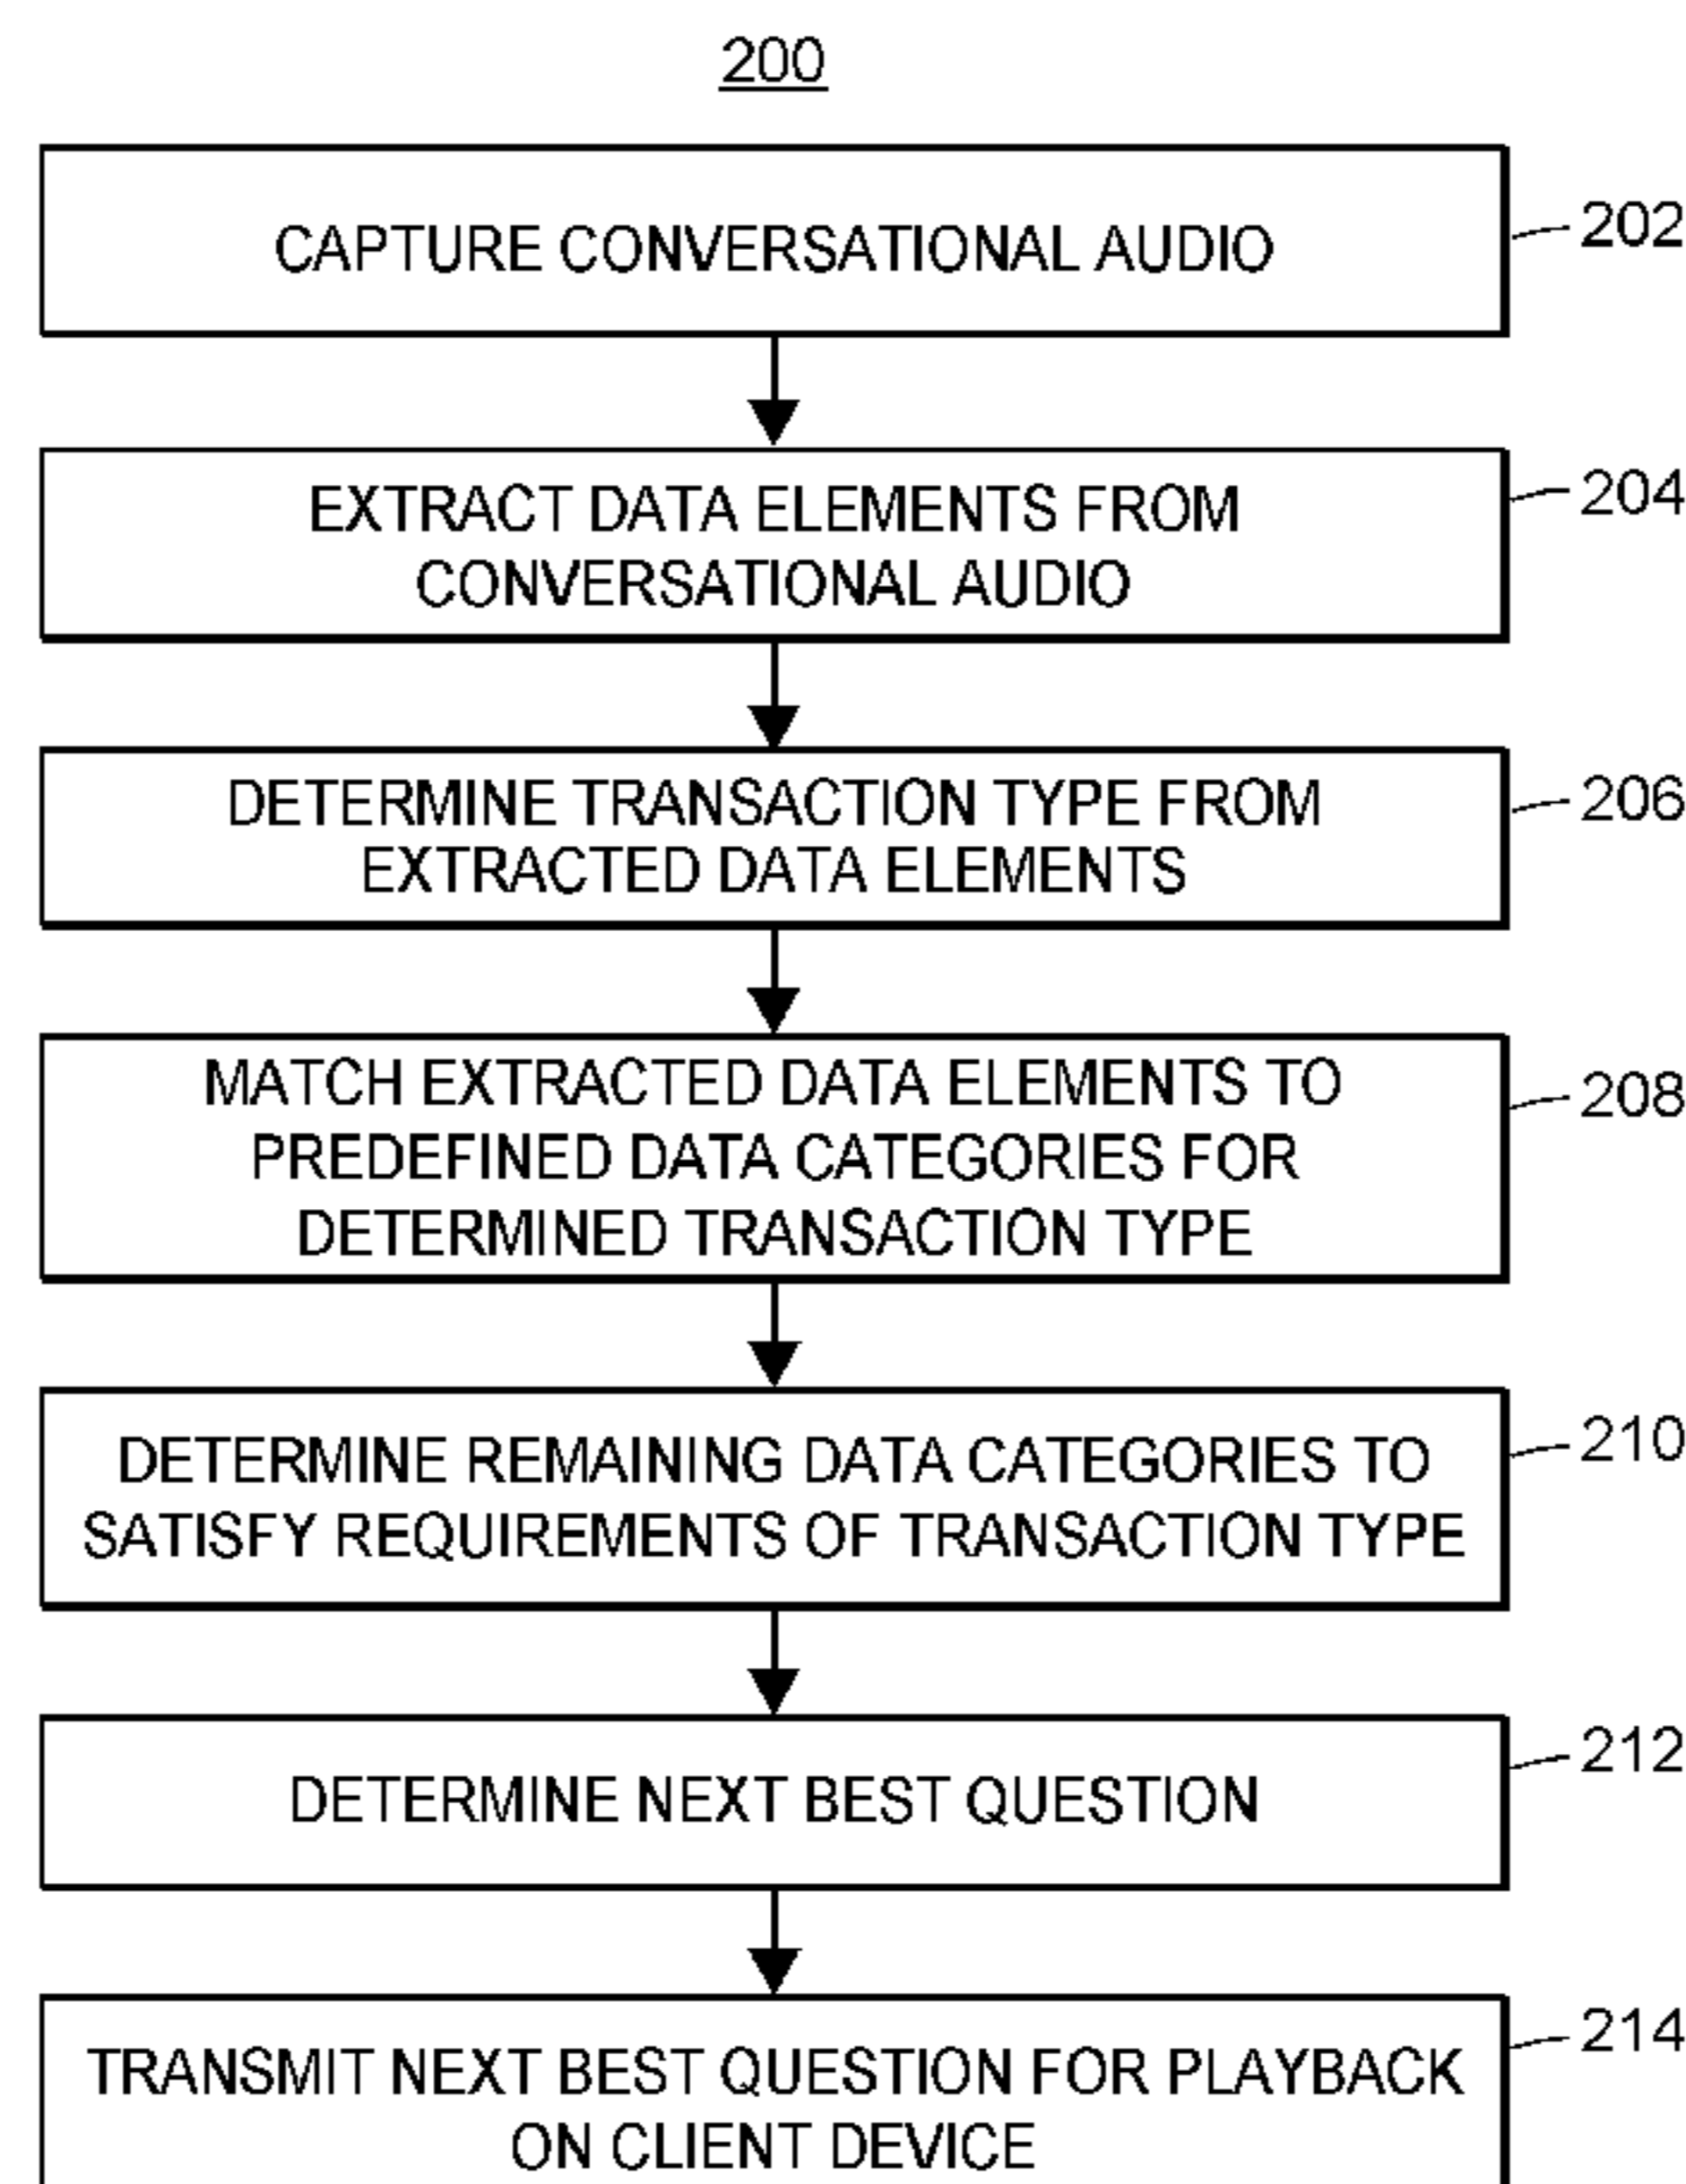 200
CAPTURE CONVERSATIONAL AUDIO
202
EXTRACT DATA ELEMENTS FROM
CONVERSATIONAL AUDIO
204
DETERMINE TRANSACTION TYPE FROM
EXTRACTED DATA ELEMENTS
206
MATCH EXTRACTED DATA ELEMENTS TO
PREDEFINED DATA CATEGORIES FOR
DETERMINED TRANSACTION TYPE
208
DETERMINE REMAINING DATA CATEGORIES TO
SATISFY REQUIREMENTS OF TRANSACTION TYPE
210
DETERMINE NEXT BEST QUESTION
212
TRANSMIT NEXT BEST QUESTION FOR PLAYBACK
ON CLIENT DEVICE
214